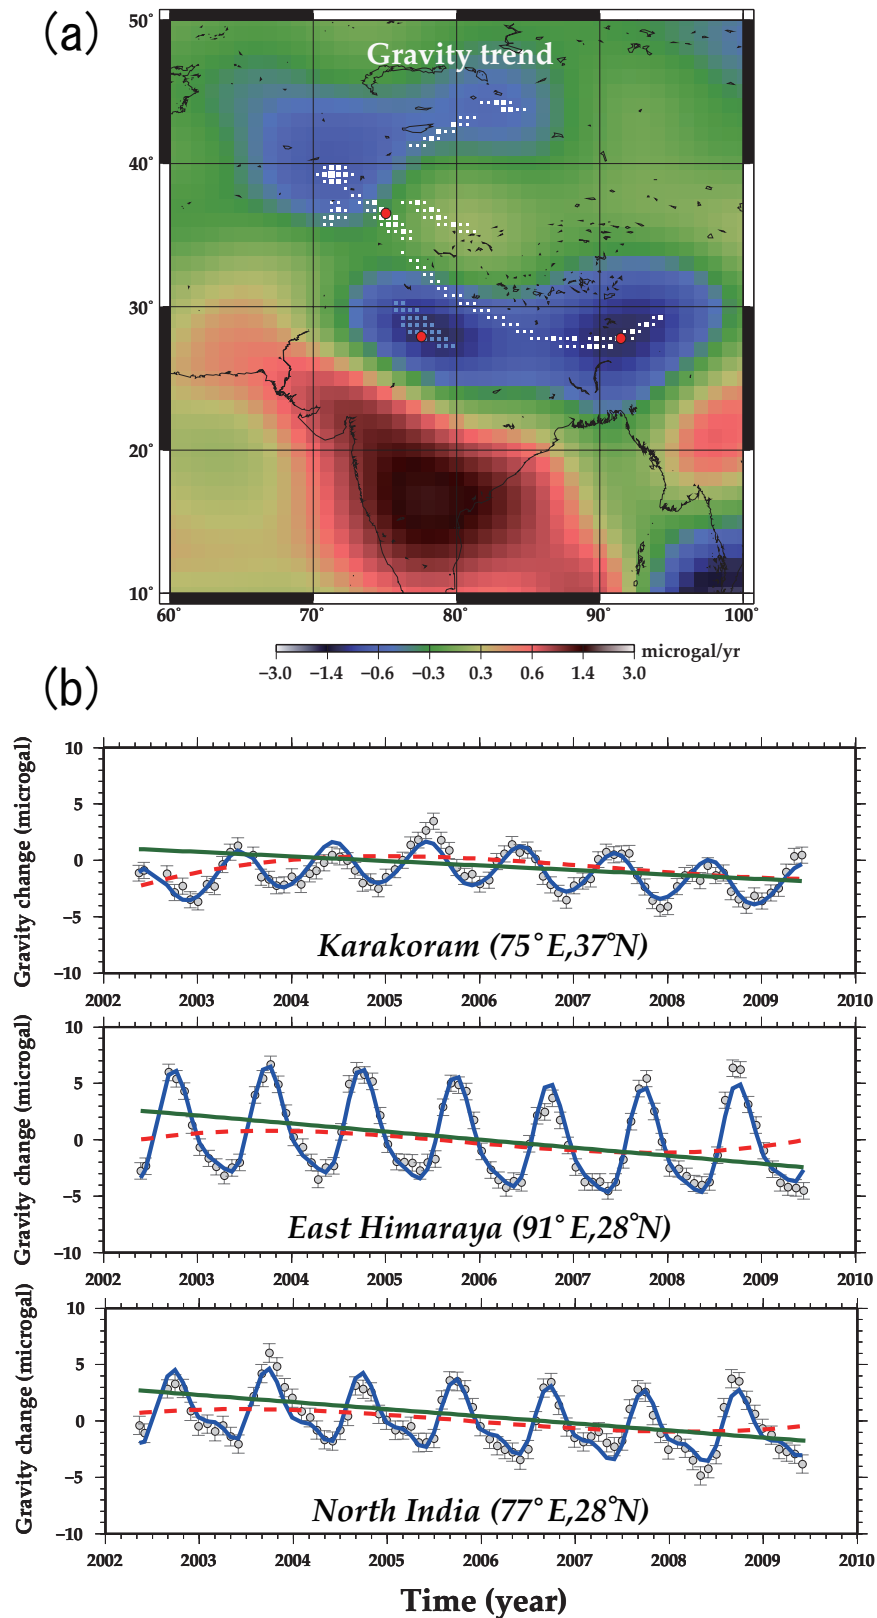 (a)
Gravity trend
50°
40°
30°
20°
10°
60° 70° 80° 90° 100°
microgal/yr
−3.0 −1.4 −0.6 −0.3 0.3 0.6 1.4 3.0
(b)
Gravity change (microgal)
10
5
0
−5
−10
Karakoram (75°E,37°N)
2002 2003 2004 2005 2006 2007 2008 2009 2010
Gravity change (microgal)
10
5
0
−5
−10
East Himaraya (91°E,28°N)
2002 2003 2004 2005 2006 2007 2008 2009 2010
Gravity change (microgal)
10
5
0
−5
−10
North India (77°E,28°N)
2002 2003 2004 2005 2006 2007 2008 2009 2010
Time (year)